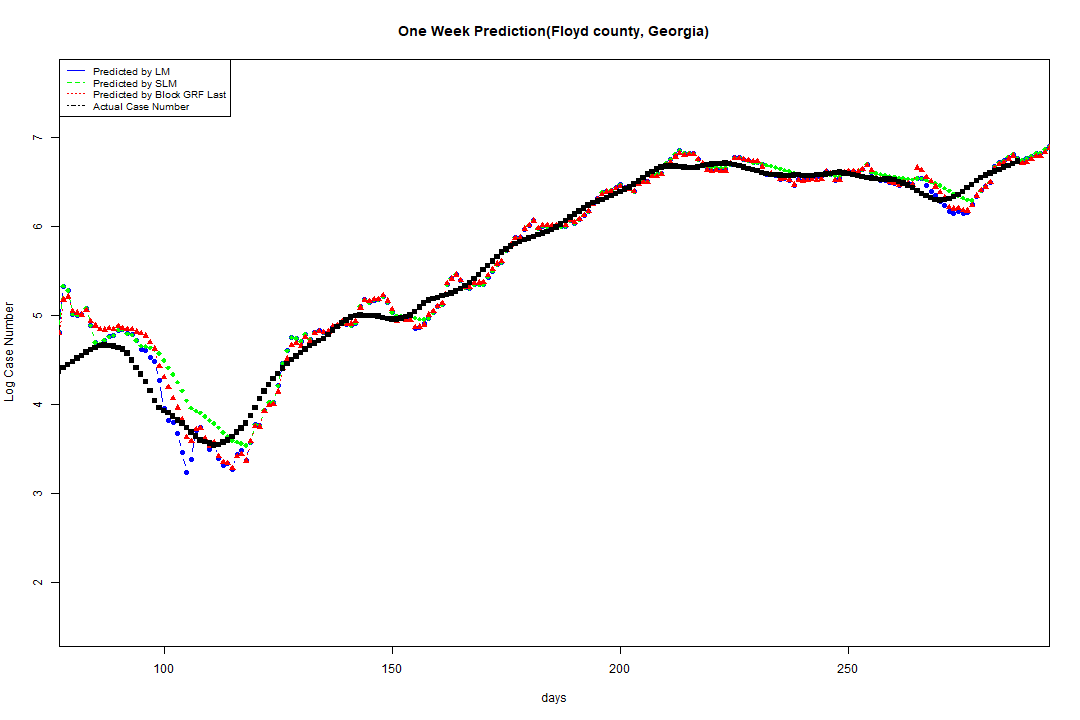 One Week Prediction(Floyd county, Georgia)
Predicted by LM
Predicted by SLM
Predicted by Block GRF Last
Actual Case Number
7
6
5
4
3
2
Log Case Number
100 150 200 250
days